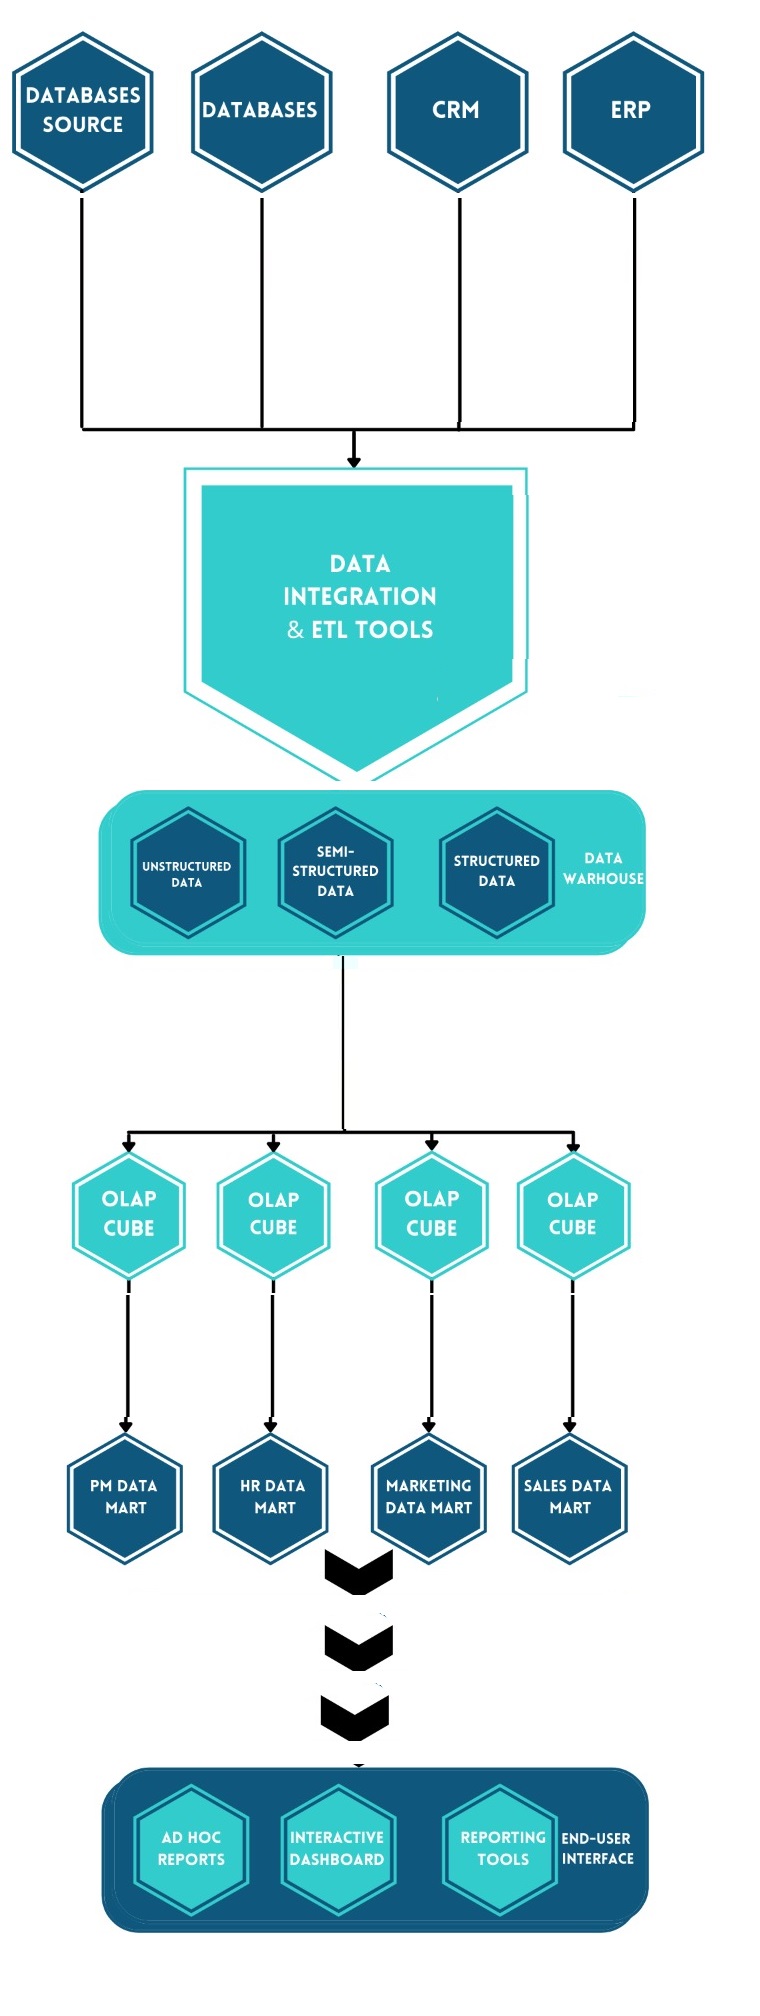 DATABASES
SOURCE
DATABASES
CRM
ERP
DATA
INTEGRATION
& ETL TOOLS
UNSTRUCTURED
DATA
SEMI-
STRUCTURED
DATA
STRUCTURED
DATA
DATA
WARHOUSE
OLAP
CUBE
OLAP
CUBE
OLAP
CUBE
OLAP
CUBE
PM DATA
MART
HR DATA
MART
MARKETING
DATA MART
SALES DATA
MART
AD HOC
REPORTS
INTERACTIVE
DASHBOARD
REPORTING
TOOLS
END-USER
INTERFACE